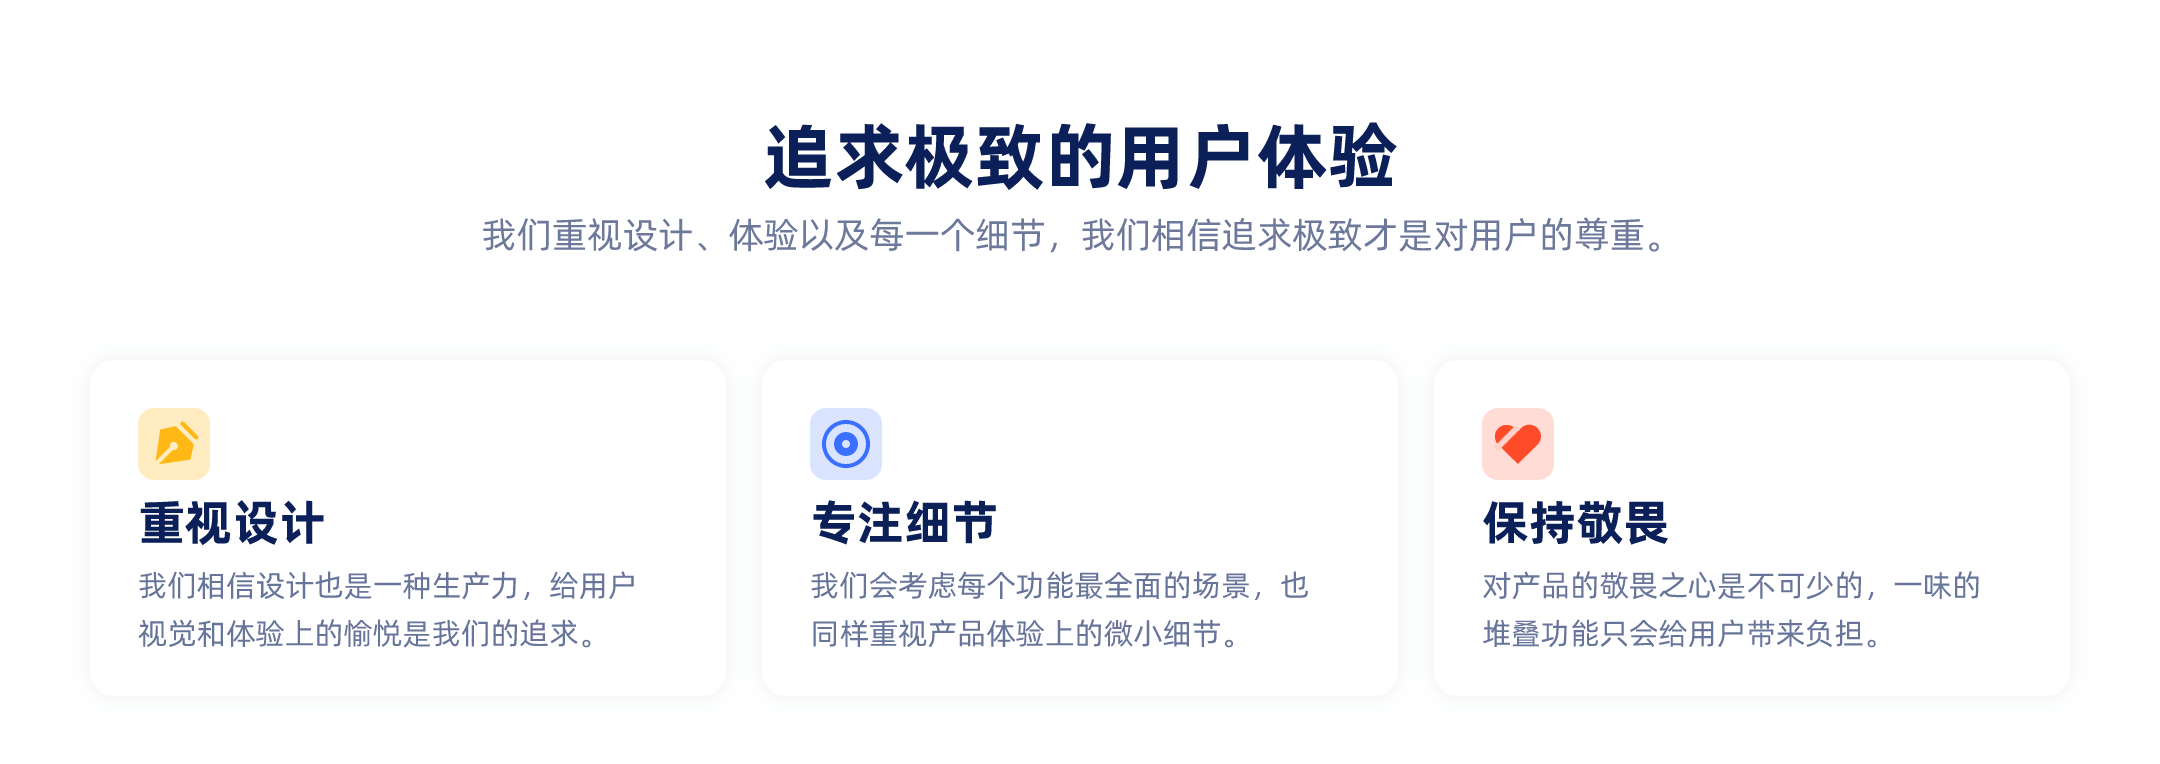 追求极致的用户体验
我们重视设计、体验以及每一个细节，我们相信追求极致才是对用户的尊重。
重视设计
我们相信设计也是一种生产力，给用户
视觉和体验上的愉悦是我们的追求。
专注细节
我们会考虑每个功能最全面的场景，也
同样重视产品体验上的微小细节。
保持敬畏
对产品的敬畏之心是不可少的，一味的
堆叠功能只会给用户带来负担。